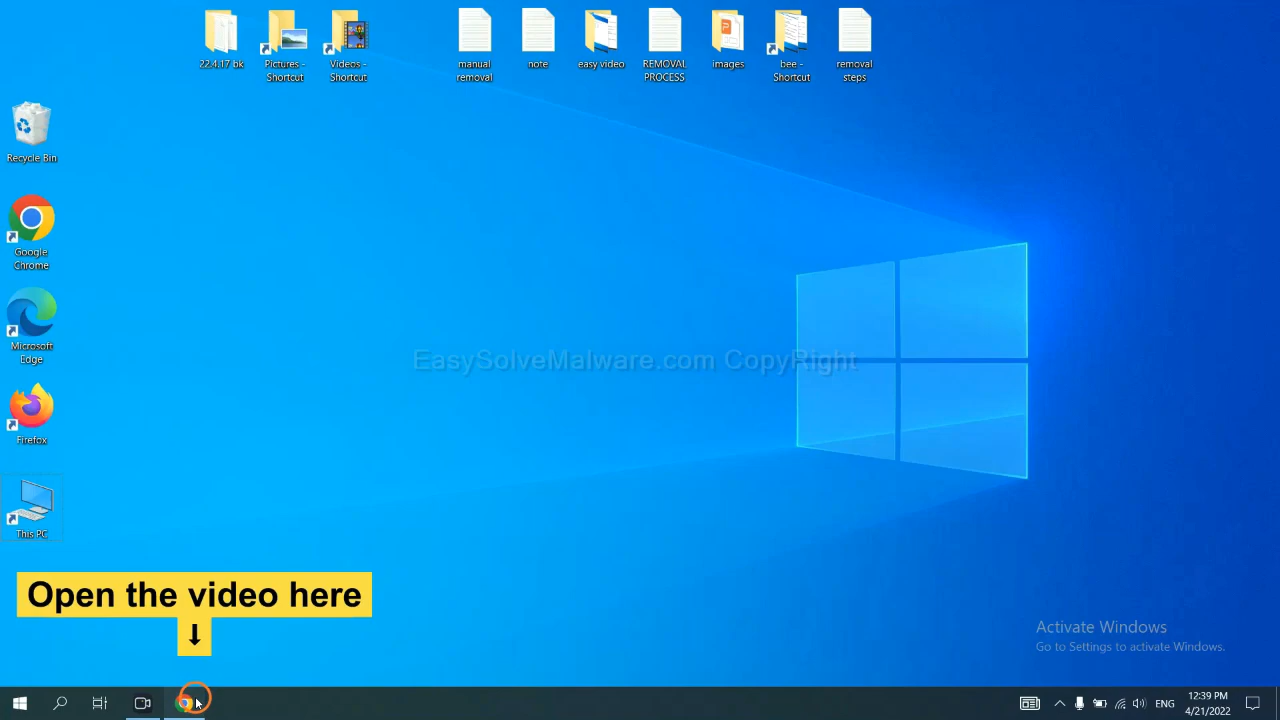 22.4.17 bk
Pictures -
Shortcut
Videos -
Shortcut
manual
removal
note
easy video
REMOVAL
PROCESS
images
bee -
Shortcut
removal
steps
Recycle Bin
Google
Chrome
Microsoft
Edge
EasySolveMalware.com CopyRight
Firefox
This PC
Open the video here
↓
Activate Windows
Go to Settings to activate Windows.
ENG
12:39 PM
4/21/2022